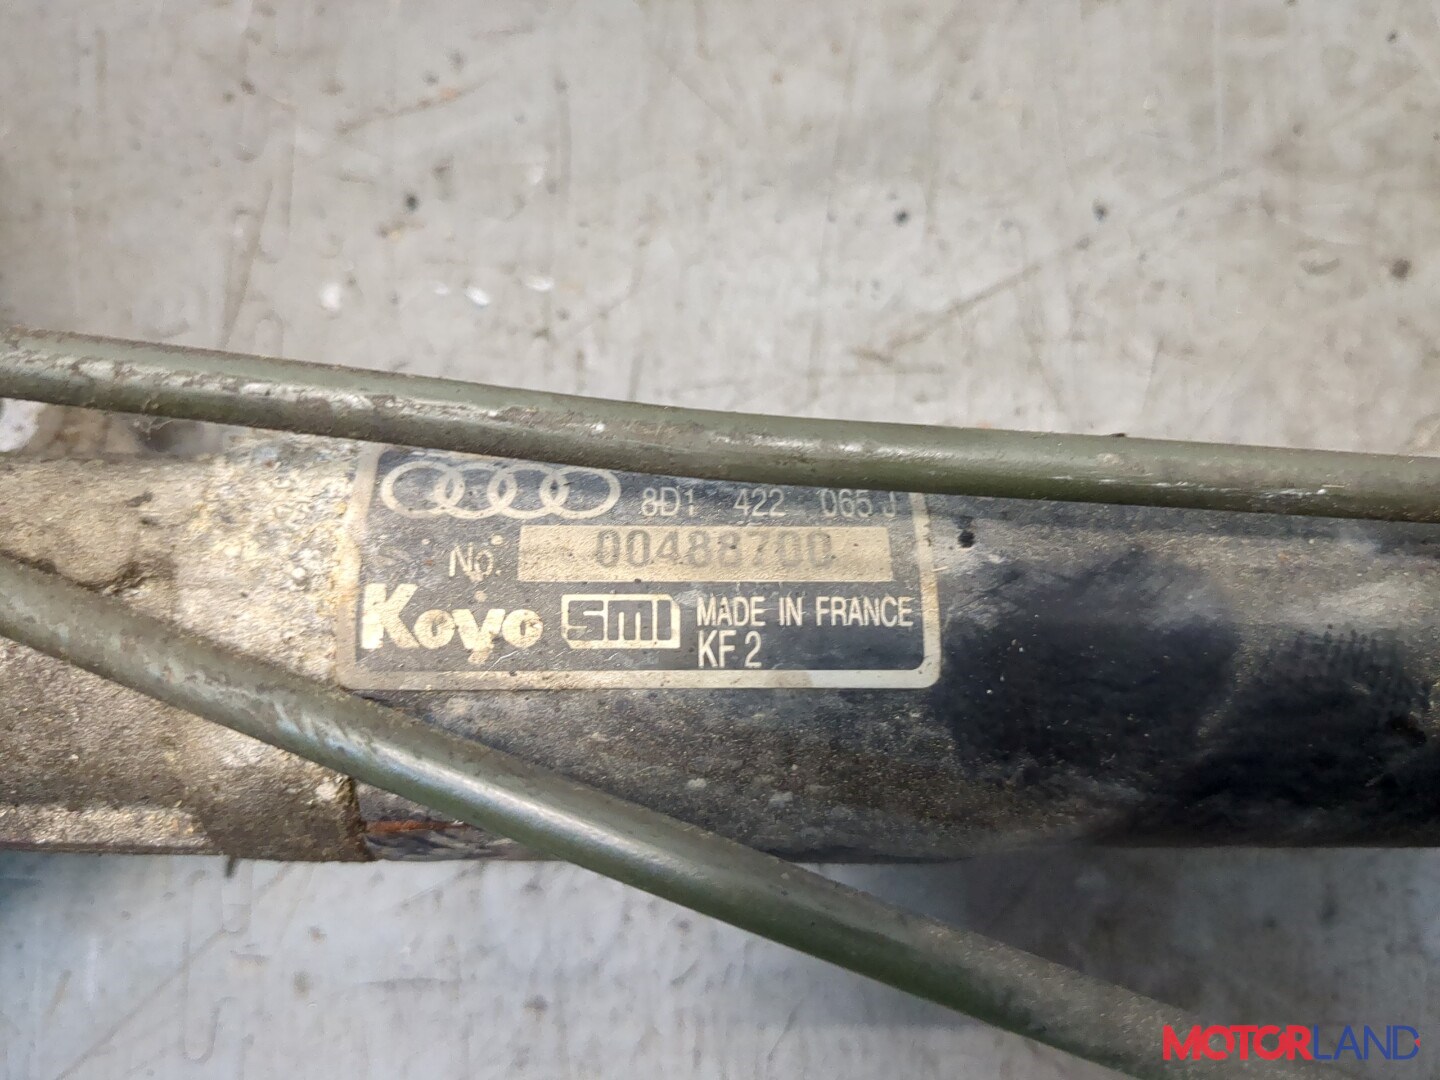 8D1 422 065 J
No. 00488700
Koyo SMI MADE IN FRANCE
KF 2
MOTORLAND